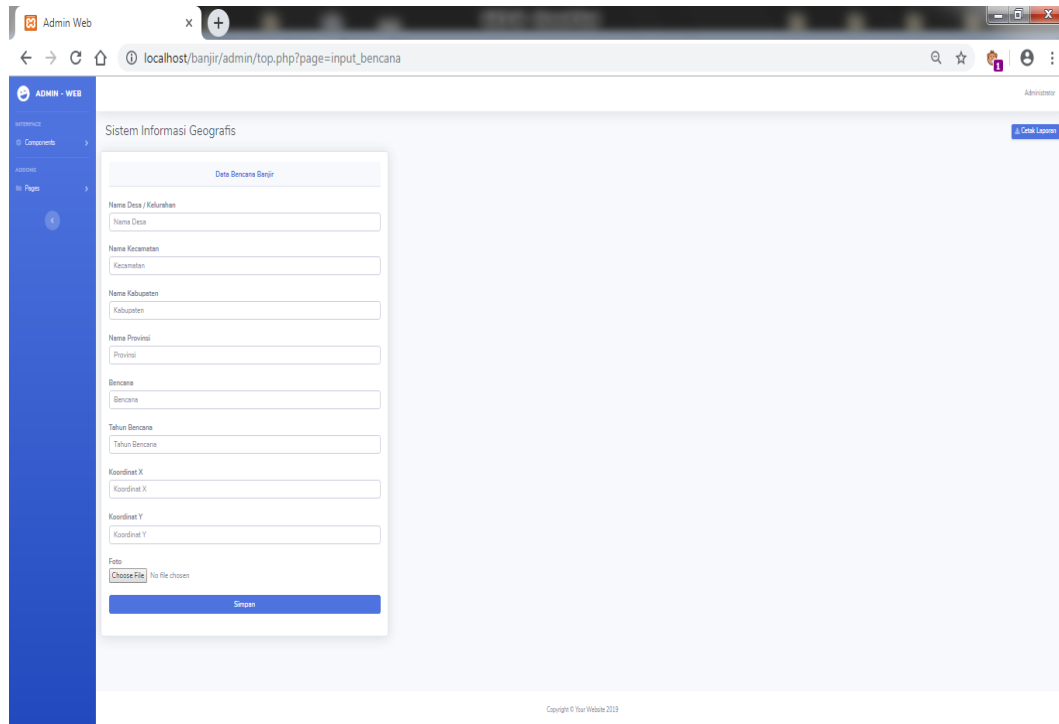 Admin Web
localhost/banjir/admin/top.php?page=input_bencana
1
ADMIN - WEB
Administrator
INTERFACE
Components
ADDONS
Pages
Sistem Informasi Geografis
Cetak Laporan
Data Bencana Banjir
Nama Desa / Kelurahan
Nama Desa
Nama Kecamatan
Kecamatan
Nama Kabupaten
Kabupaten
Nama Provinsi
Provinsi
Bencana
Bencana
Tahun Bencana
Tahun Bencana
Koordinat X
Koordinat X
Koordinat Y
Koordinat Y
Foto
Choose File No file chosen
Simpan
Copyright © Your Website 2019